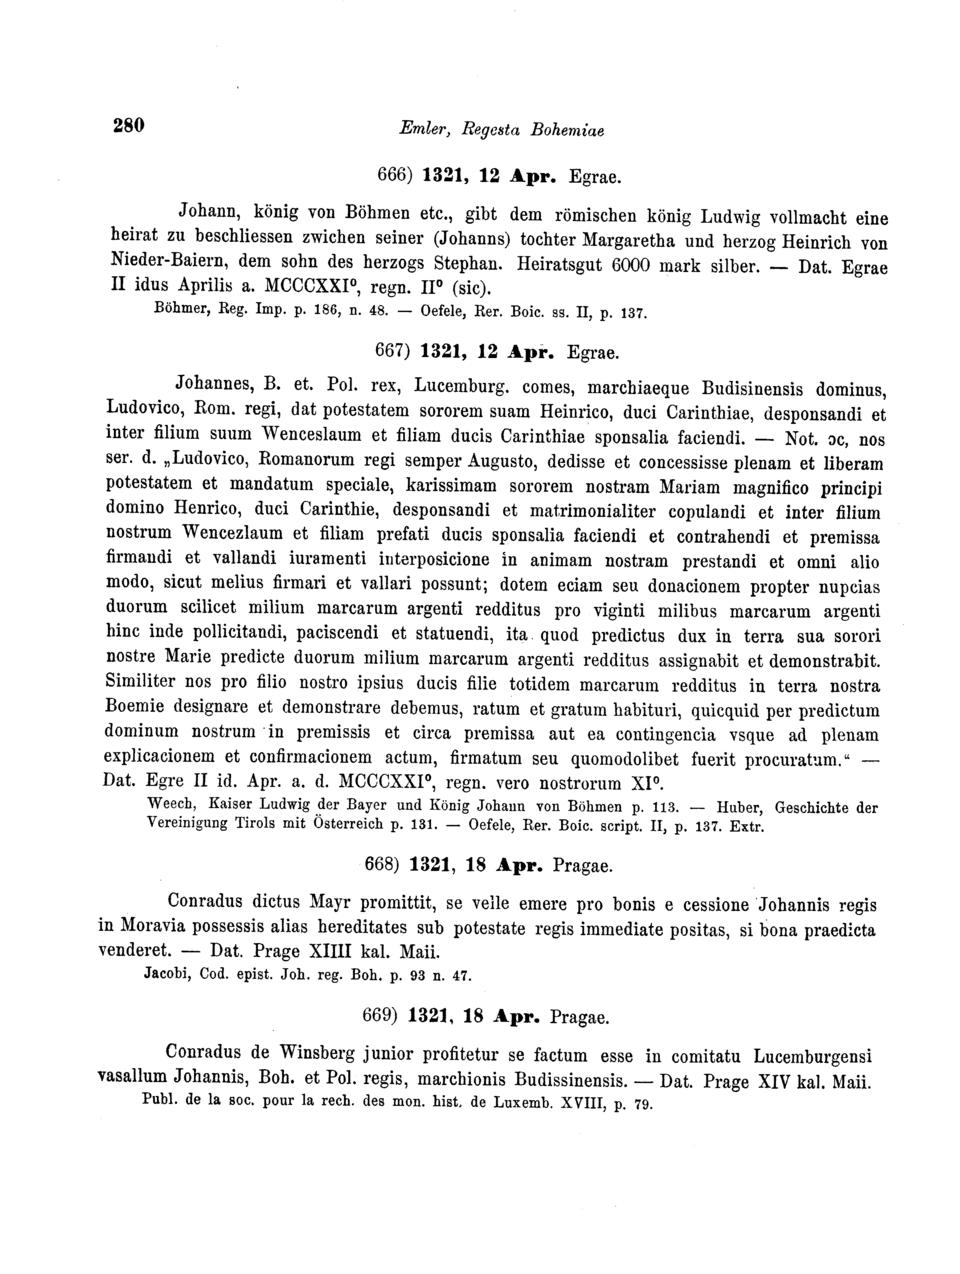 280
Emler, Regesta Bohemiae
666) 1321, 12 Apr. Egrae.
Johann, könig von Böhmen etc., gibt dem römischen könig Ludwig vollmacht eine
heirat zu beschliessen zwichen seiner (Johanns) tochter Margaretha und herzog Heinrich von
Nieder-Baiern, dem sohn des herzogs Stephan. Heiratsgut 6000 mark silber. — Dat. Egrae
II idus Aprilis a. MCCCXXI⁰, regn. II⁰ (sic).
Böhmer, Reg. Imp. p. 186, n. 48. — Oefele, Rer. Boic. ss. II, p. 137.
667) 1321, 12 Apr. Egrae.
Johannes, B. et. Pol. rex, Lucemburg. comes, marchiaeque Budisinensis dominus,
Ludovico, Rom. regi, dat potestatem sororem suam Heinrico, duci Carinthiae, desponsandi et
inter filium suum Wenceslaum et filiam ducis Carinthiae sponsalia faciendi. — Not. ɔc, nos
ser. d. „Ludovico, Romanorum regi semper Augusto, dedisse et concessisse plenam et liberam
potestatem et mandatum speciale, karissimam sororem nostram Mariam magnifico principi
domino Henrico, duci Carinthie, desponsandi et matrimonialiter copulandi et inter filium
nostrum Wencezlaum et filiam prefati ducis sponsalia faciendi et contrahendi et premissa
firmandi et vallandi iuramenti interposicione in animam nostram prestandi et omni alio
modo, sicut melius firmari et vallari possunt; dotem eciam seu donacionem propter nupcias
duorum scilicet milium marcarum argenti redditus pro viginti milibus marcarum argenti
hinc inde pollicitandi, paciscendi et statuendi, ita quod predictus dux in terra sua sorori
nostre Marie predicte duorum milium marcarum argenti redditus assignabit et demonstrabit.
Similiter nos pro filio nostro ipsius ducis filie totidem marcarum redditus in terra nostra
Boemie designare et demonstrare debemus, ratum et gratum habituri, quicquid per predictum
dominum nostrum in premissis et circa premissa aut ea contingencia vsque ad plenam
explicacionem et confirmacionem actum, firmatum seu quomodolibet fuerit procuratum.“ —
Dat. Egre II id. Apr. a. d. MCCCXXI⁰, regn. vero nostrorum XI⁰.
Weech, Kaiser Ludwig der Bayer und König Johann von Böhmen p. 113. — Huber, Geschichte der
Vereinigung Tirols mit Österreich p. 131. — Oefele, Rer. Boic. script. II, p. 137. Extr.
668) 1321, 18 Apr. Pragae.
Conradus dictus Mayr promittit, se velle emere pro bonis e cessione Johannis regis
in Moravia possessis alias hereditates sub potestate regis immediate positas, si bona praedicta
venderet. — Dat. Prage XIIII kal. Maii.
Jacobi, Cod. epist. Joh. reg. Boh. p. 93 n. 47.
669) 1321, 18 Apr. Pragae.
Conradus de Winsberg junior profitetur se factum esse in comitatu Lucemburgensi
vasallum Johannis, Boh. et Pol. regis, marchionis Budissinensis. — Dat. Prage XIV kal. Maii.
Publ. de la soc. pour la rech. des mon. hist. de Luxemb. XVIII, p. 79.